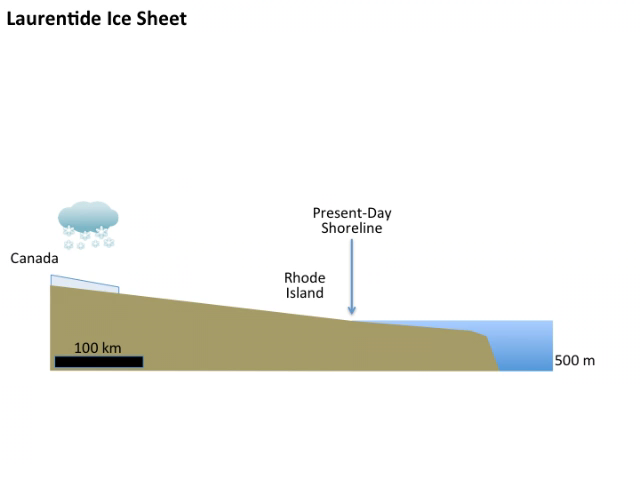 Laurentide Ice Sheet
Present-Day
Shoreline
Canada
Rhode
Island
100 km
500 m